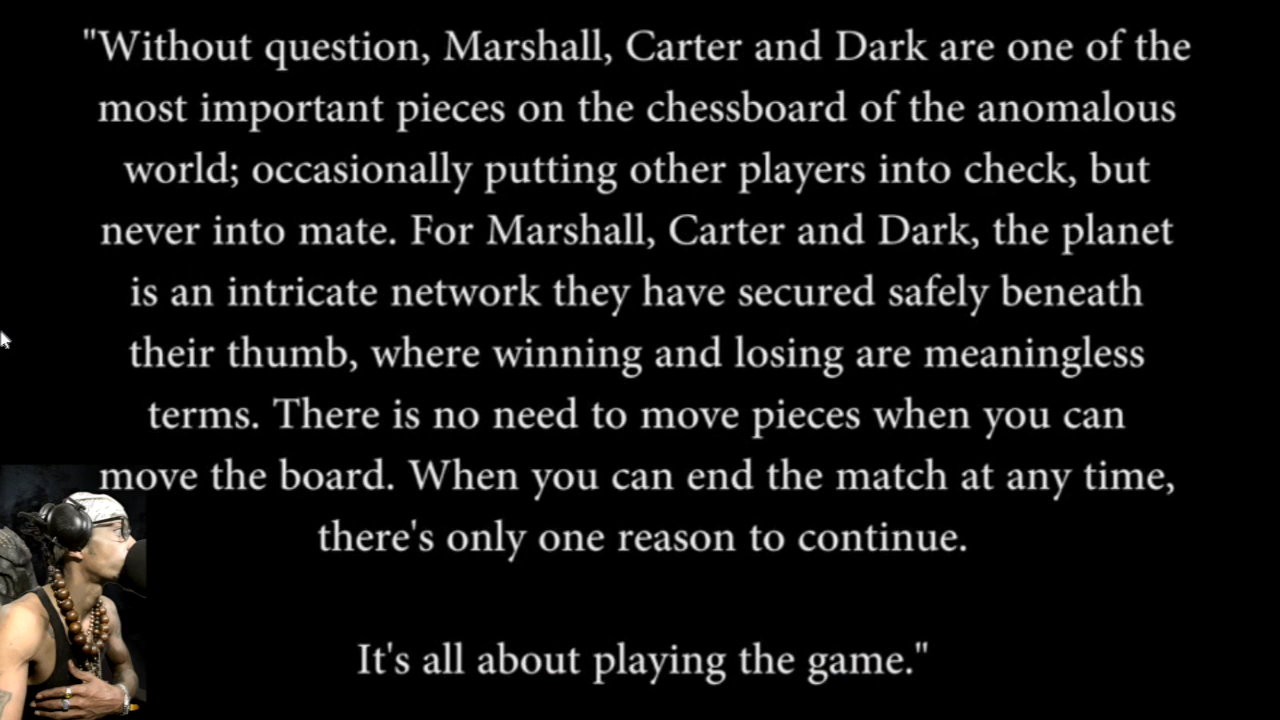 "Without question, Marshall, Carter and Dark are one of the
most important pieces on the chessboard of the anomalous
world; occasionally putting other players into check, but
never into mate. For Marshall, Carter and Dark, the planet
is an intricate network they have secured safely beneath
their thumb, where winning and losing are meaningless
terms. There is no need to move pieces when you can
move the board. When you can end the match at any time,
there's only one reason to continue.
It's all about playing the game."